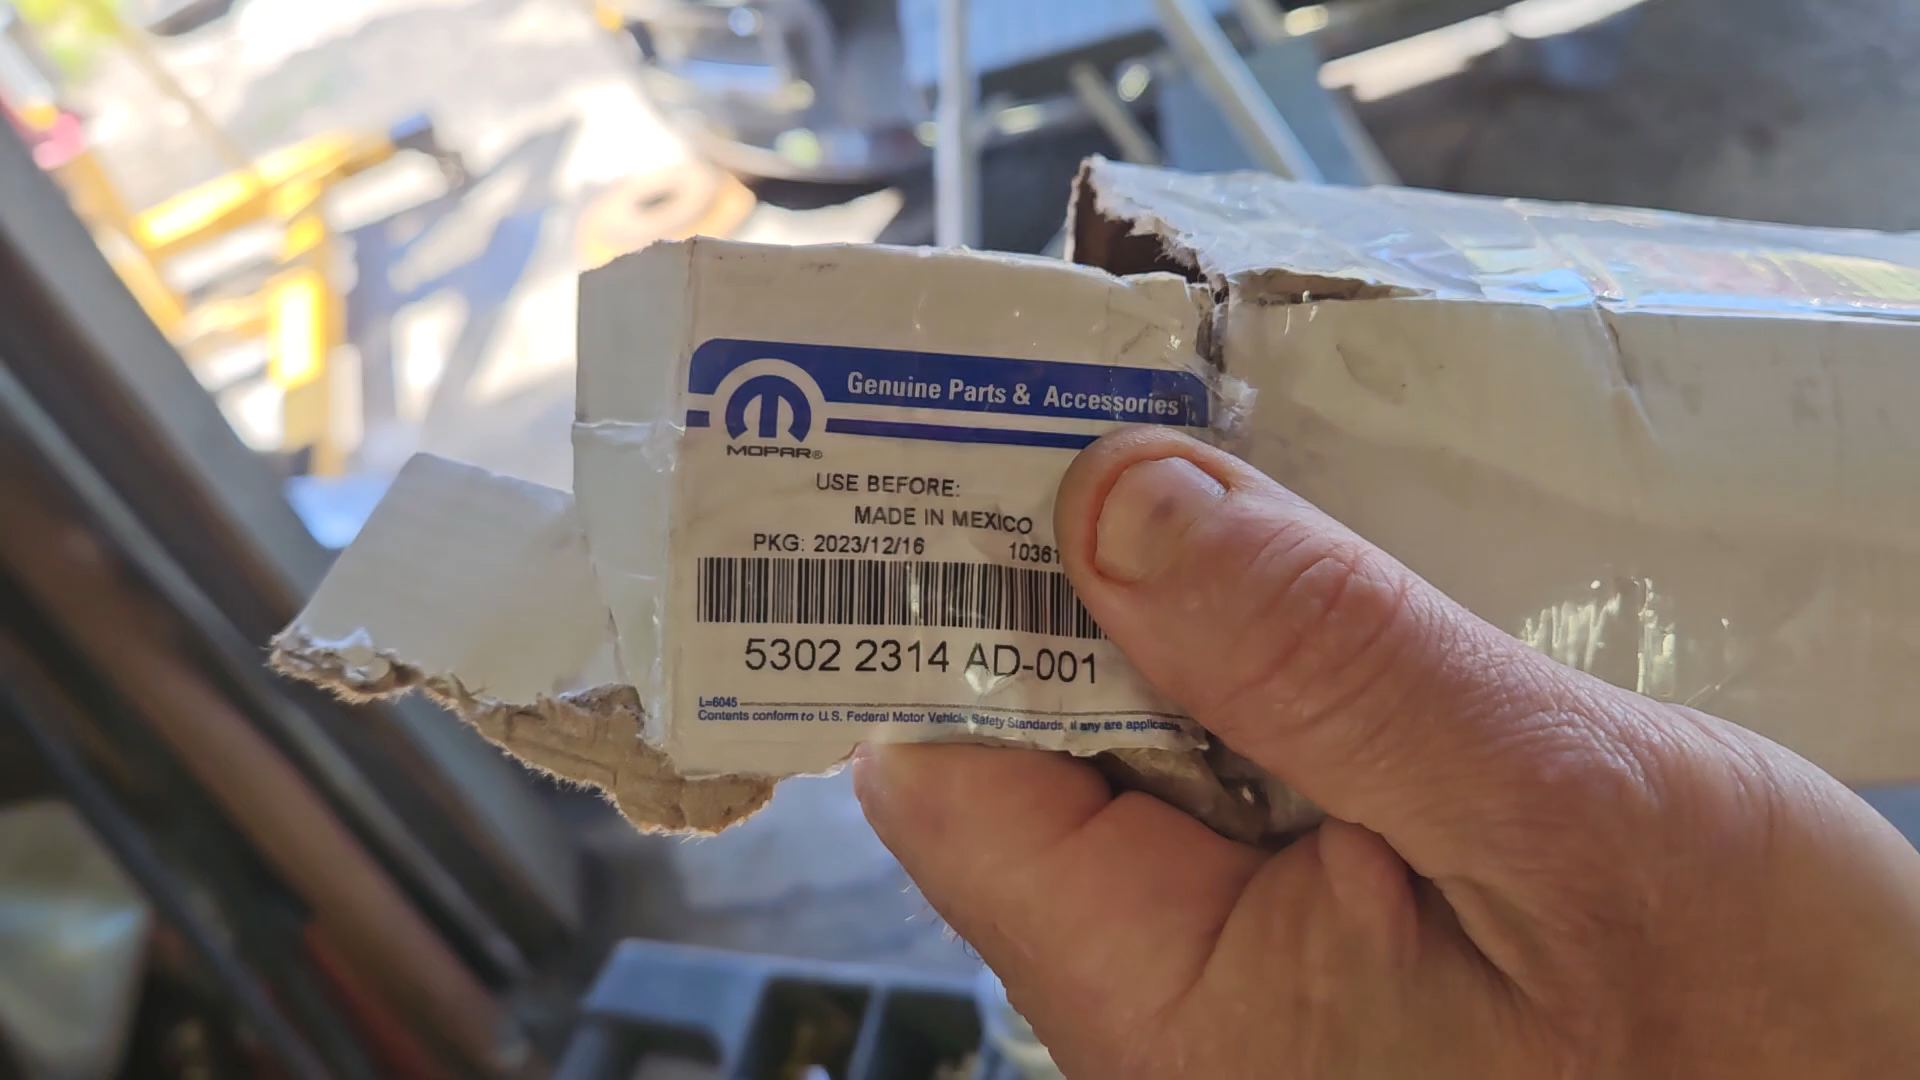 Genuine Parts & Accessories
MOPAR®
USE BEFORE:
MADE IN MEXICO
PKG: 2023/12/16 10361
5302 2314 AD-001
L=6045
Contents conform to U.S. Federal Motor Vehicle Safety Standards, if any are applicable.